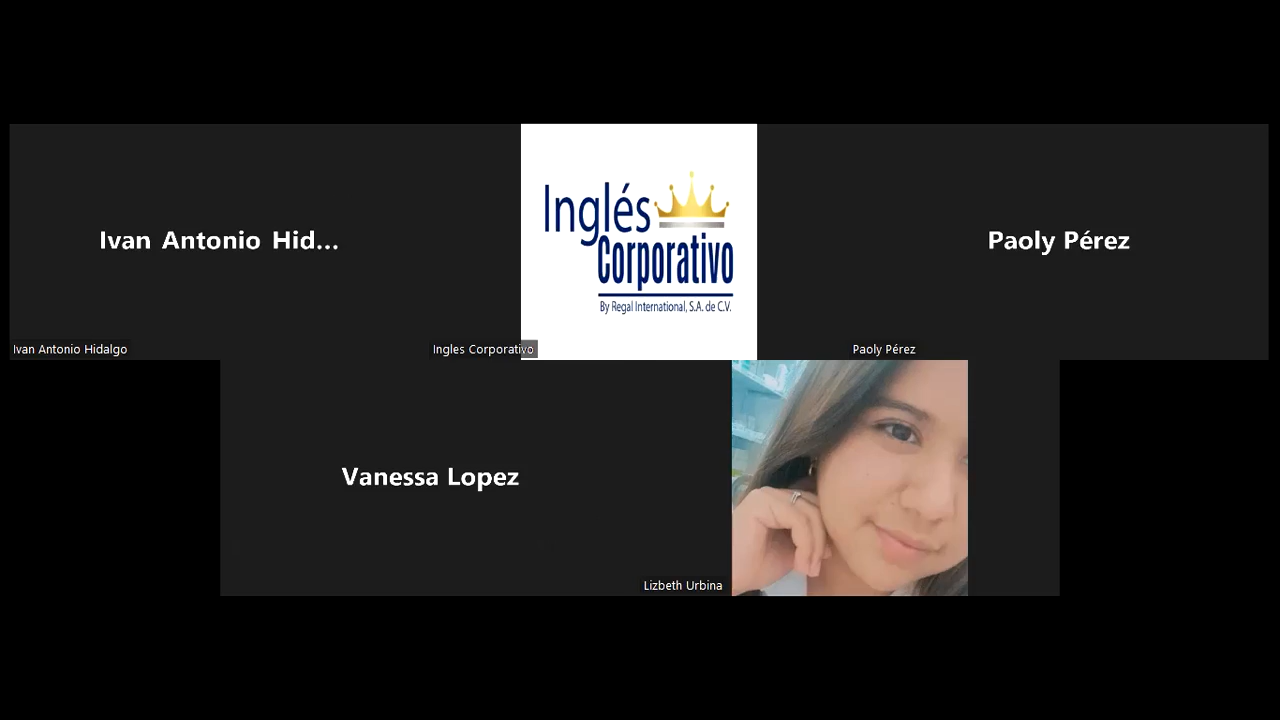 Ivan Antonio Hid...
Inglés
Corporativo
By Regal International, S.A. de C.V.
Paoly Pérez
Ivan Antonio Hidalgo
Ingles Corporativo
Paoly Pérez
Vanessa Lopez
Lizbeth Urbina